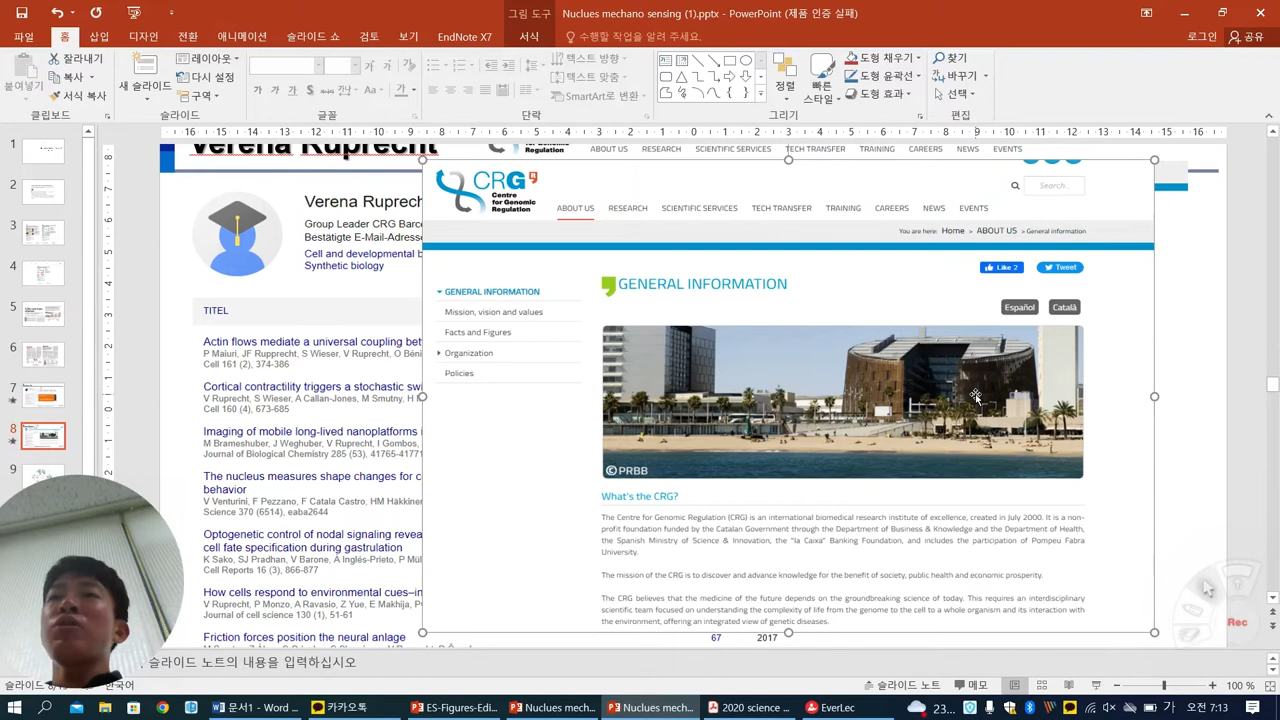 그림 도구
Nuclues mechanism (1).pptx - PowerPoint (제품 인증 실패)
파일 홈 삽입 디자인 전환 애니메이션 슬라이드 쇼 검토 보기 EndNote X7 서식 수행할 작업을 알려 주세요.
로그인 공유
붙여넣기
잘라내기
복사
서식 복사
클립보드
새 슬라이드
레이아웃
다시 설정
구역
슬라이드
글꼴
텍스트 방향
텍스트 맞춤
SmartArt로 변환
단락
정렬
빠른 스타일
도형 채우기
도형 윤곽선
도형 효과
그리기
찾기
바꾸기
선택
편집
Verena Ruprecht
ABOUT US RESEARCH SCIENTIFIC SERVICES TECH TRANSFER TRAINING CAREERS NEWS EVENTS
Verena Ruprech
Group Leader CRG Barce
Bestätigte E-Mail-Adresse
Cell and developmental b
Synthetic biology
TITEL
Actin flows mediate a universal coupling bet
P Maiuri, JF Rupprecht, S Wieser, V Ruprecht, O Béni
Cell 161 (2), 374-386
Cortical contractility triggers a stochastic sw
V Ruprecht, S Wieser, A Callan-Jones, M Smutny, H
Cell 160 (4), 673-685
Imaging of mobile long-lived nanoplatforms i
M Brameshuber, J Weghuber, V Ruprecht, I Gombos,
Journal of Biological Chemistry 285 (53), 41765-41771
The nucleus measures shape changes for c
behavior
V Venturini, F Pezzano, F Catala Castro, HM Häkkiner
Science 370 (6514), eaba2644
Optogenetic control of nodal signaling revea
cell fate specification during gastrulation
K Sako, SJ Pradhan, V Barone, A Inglés-Prieto, P Mül
Cell Reports 16 (3), 866-877
How cells respond to environmental cues–in
V Ruprecht, P Monzo, A Ravasio, Z Yue, E Makhija, P
Journal of cell science 130 (1), 51-61
Friction forces position the neural anlage
67 2017
CRG
Centre
for Genomic
Regulation
Search...
ABOUT US RESEARCH SCIENTIFIC SERVICES TECH TRANSFER TRAINING CAREERS NEWS EVENTS
You are here: Home > ABOUT US > General information
Like 2 Tweet
GENERAL INFORMATION
Mission, vision and values
Facts and Figures
Organization
Policies
GENERAL INFORMATION
Español Català
©PRBB
What's the CRG?
The Centre for Genomic Regulation (CRG) is an international biomedical research institute of excellence, created in July 2000. It is a non-
profit foundation funded by the Catalan Government through the Department of Business & Knowledge and the Department of Health,
the Spanish Ministry of Science & Innovation, the "la Caixa" Banking Foundation, and includes the participation of Pompeu Fabra
University.
The mission of the CRG is to discover and advance knowledge for the benefit of society, public health and economic prosperity.
The CRG believes that the medicine of the future depends on the groundbreaking science of today. This requires an interdisciplinary
scientific team focused on understanding the complexity of life from the genome to the cell to a whole organism and its interaction with
the environment, offering an integrated view of genetic diseases.
Rec
슬라이드 노트의 내용을 입력하십시오
한국어
슬라이드 노트 메모 100 %
문서1 - Word ... 카카오톡 ES-Figures-Edi... Nuclues mech... Nuclues mech... 2020 science ... EverLec
23... 가 오후 7:13